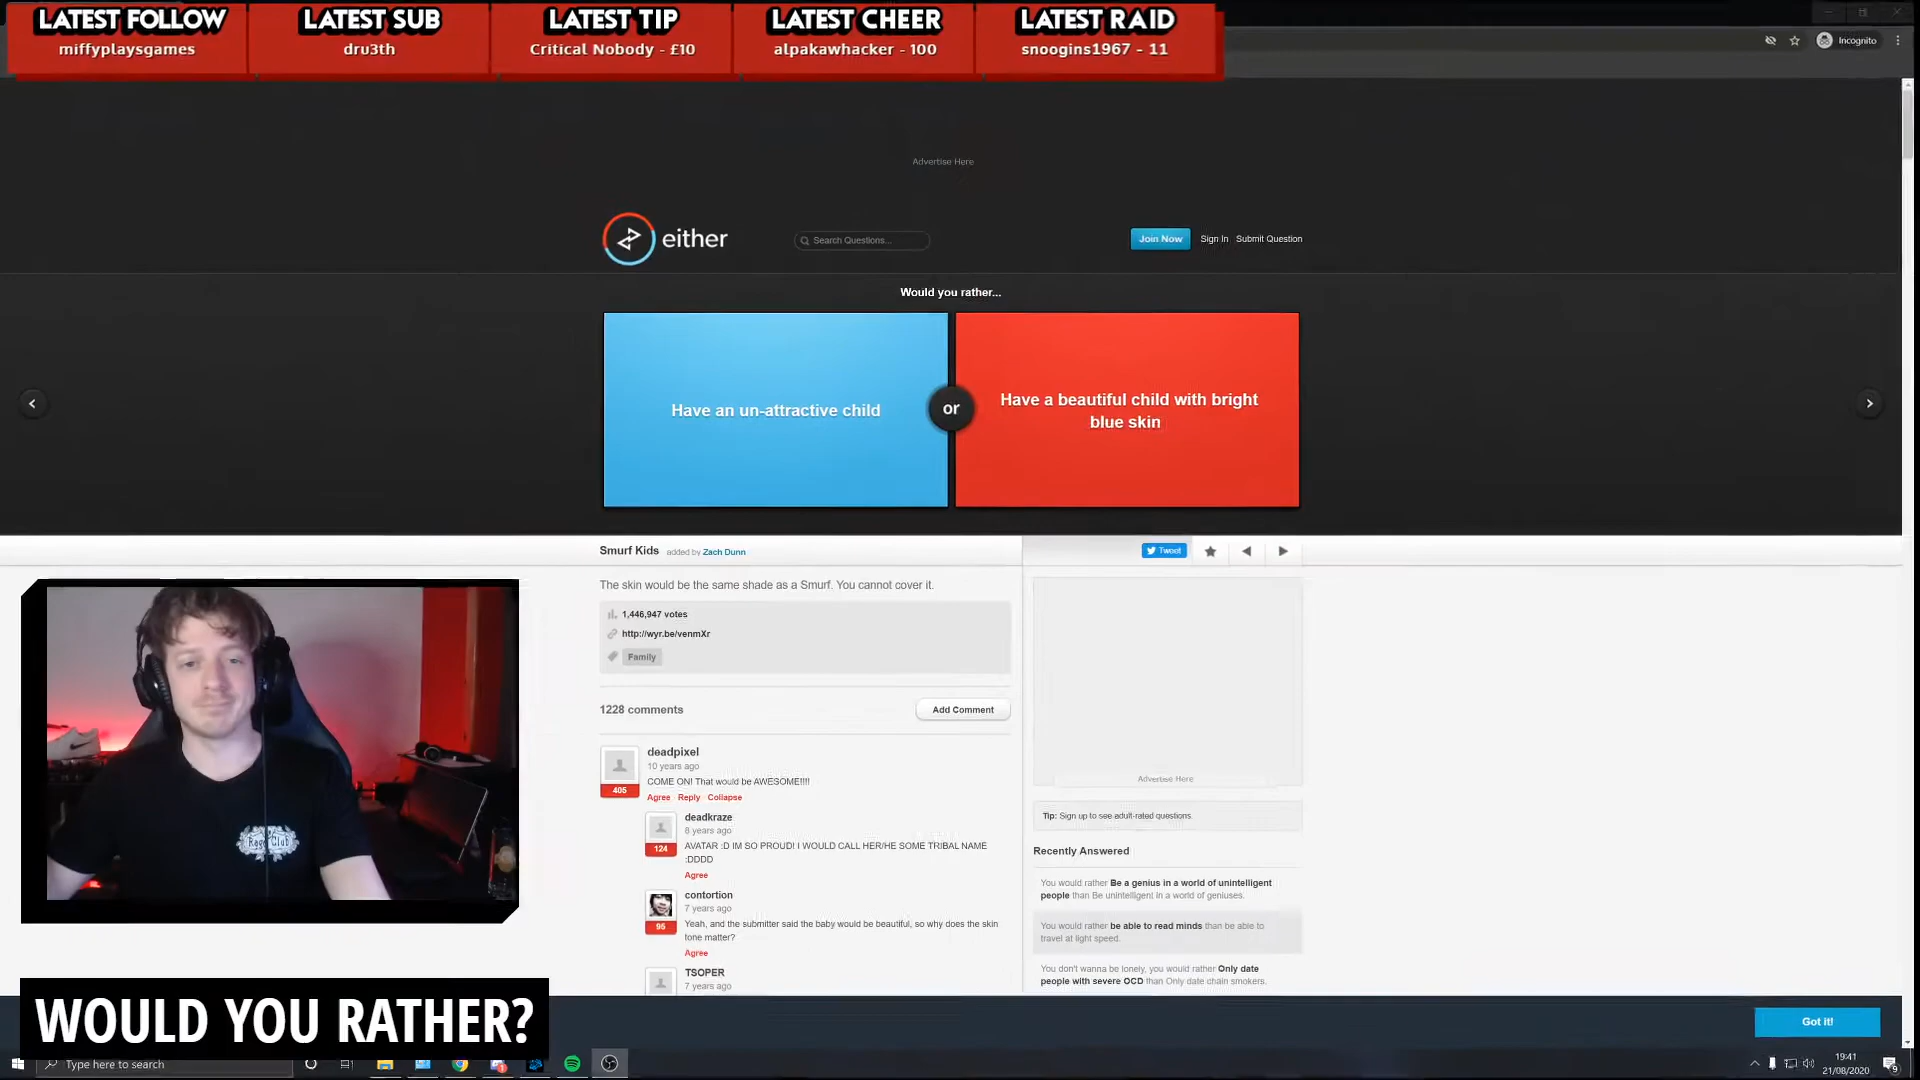 LATEST FOLLOW
miffyplaysgames
LATEST SUB
dru3th
LATEST TIP
Critical Nobody - £10
LATEST CHEER
alpakawhacker - 100
LATEST RAID
snoogins1967 - 11
Incognito
Advertise Here
either
Search Questions...
Join Now
Sign In
Submit Question
Would you rather...
Have an un-attractive child
or
Have a beautiful child with bright
blue skin
Smurf Kids added by Zach Dunn
Tweet
The skin would be the same shade as a Smurf. You cannot cover it.
1,446,947 votes
http://wyr.be/venmXr
Family
1228 comments
Add Comment
deadpixel
10 years ago
COME ON! That would be AWESOME!!!!
405
Agree Reply Collapse
deadkraze
8 years ago
AVATAR :D IM SO PROUD! I WOULD CALL HER/HE SOME TRIBAL NAME
:DDDD
124
Agree
contortion
7 years ago
Yeah, and the submitter said the baby would be beautiful, so why does the skin
tone matter?
95
Agree
TSOPER
7 years ago
Advertise Here
Tip: Sign up to see adult-rated questions.
Recently Answered
You would rather Be a genius in a world of unintelligent
people than Be unintelligent in a world of geniuses.
You would rather be able to read minds than be able to
travel at light speed.
You don't wanna be lonely, you would rather Only date
people with severe OCD than Only date chain smokers.
Got it!
WOULD YOU RATHER?
Type here to search
19:41
21/08/2020